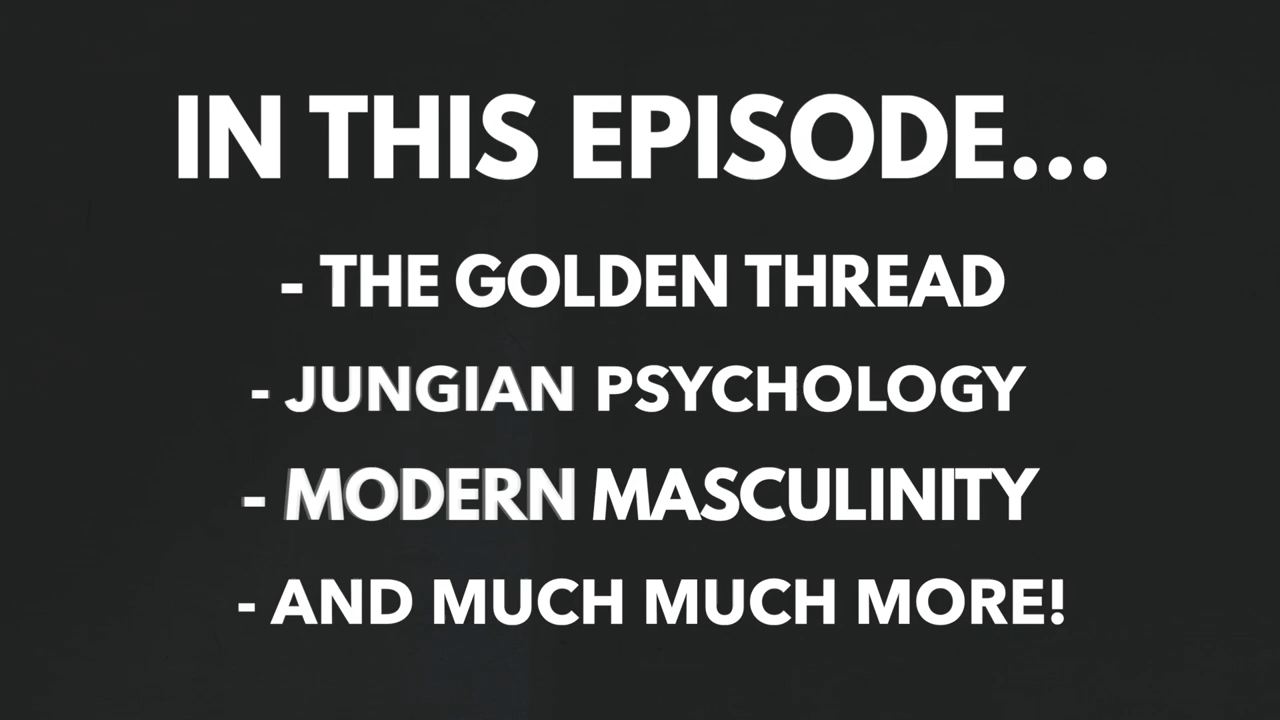 IN THIS EPISODE...
- THE GOLDEN THREAD
- JUNGIAN PSYCHOLOGY
- MODERN MASCULINITY
- AND MUCH MUCH MORE!